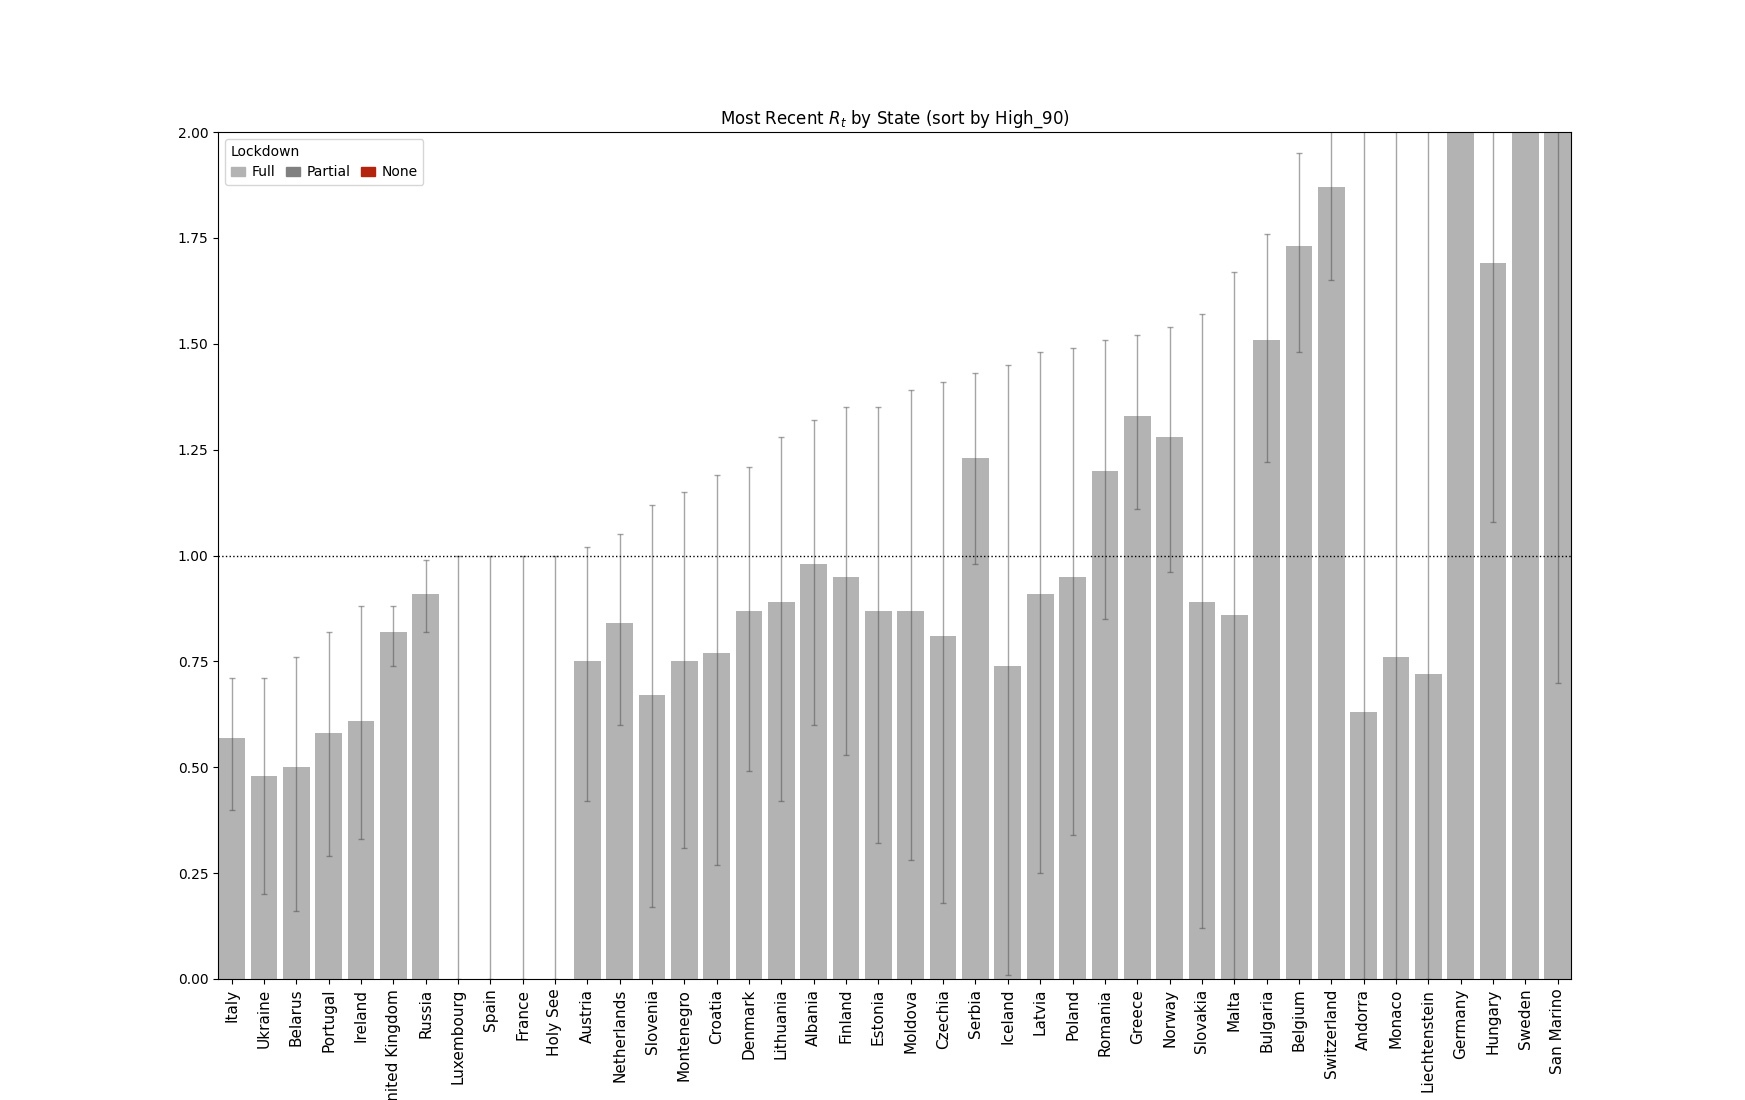 Most Recent R_t by State (sort by High_90)
Lockdown
Full Partial None
2.00
1.75
1.50
1.25
1.00
0.75
0.50
0.25
0.00
Italy
Ukraine
Belarus
Portugal
Ireland
nited Kingdom
Russia
Luxembourg
Spain
France
Holy See
Austria
Netherlands
Slovenia
Montenegro
Croatia
Denmark
Lithuania
Albania
Finland
Estonia
Moldova
Czechia
Serbia
Iceland
Latvia
Poland
Romania
Greece
Norway
Slovakia
Malta
Bulgaria
Belgium
Switzerland
Andorra
Monaco
Liechtenstein
Germany
Hungary
Sweden
San Marino